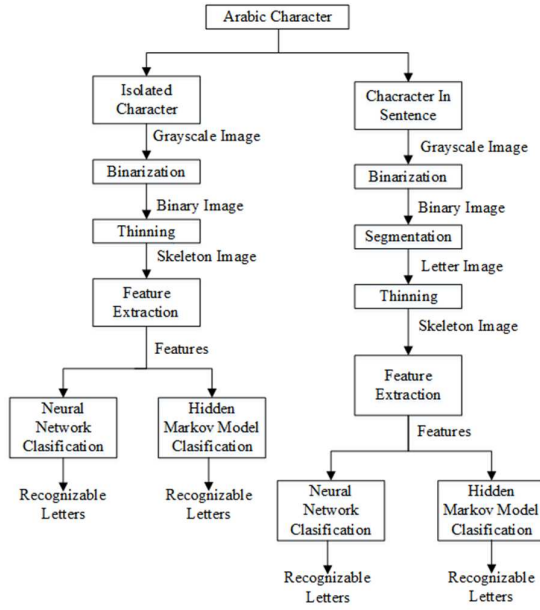 Arabic Character
Isolated
Character
Grayscale Image
Binarization
Binary Image
Thinning
Skeleton Image
Feature
Extraction
Features
Neural
Network
Clasification
Hidden
Markov Model
Clasification
Recognizable
Letters
Recognizable
Letters
Chacracter In
Sentence
Grayscale Image
Binarization
Binary Image
Segmentation
Letter Image
Thinning
Skeleton Image
Feature
Extraction
Features
Neural
Network
Clasification
Hidden
Markov Model
Clasification
Recognizable
Letters
Recognizable
Letters